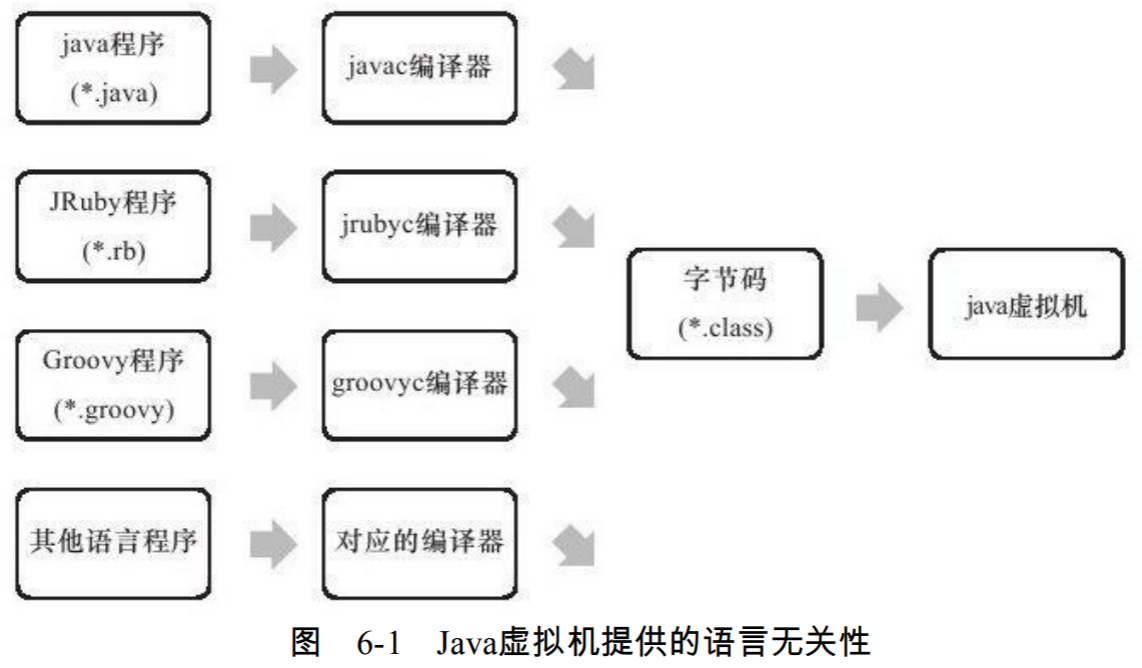 java程序
(*.java)
javac编译器
JRuby程序
(*.rb)
jrubyc编译器
Groovy程序
(*.groovy)
groovyc编译器
其他语言程序
对应的编译器
字节码
(*.class)
java虚拟机
图 6-1 Java虚拟机提供的语言无关性